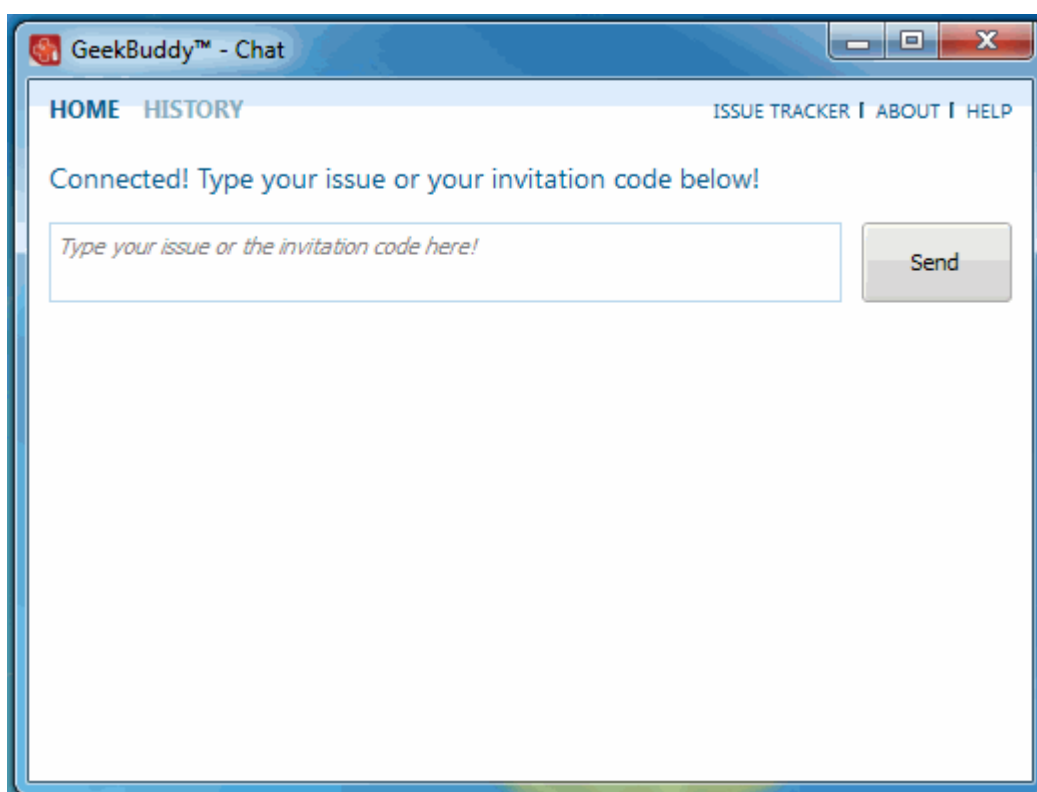 GeekBuddy™ - Chat
HOME HISTORY ISSUE TRACKER | ABOUT | HELP
Connected! Type your issue or your invitation code below!
Type your issue or the invitation code here!
Send